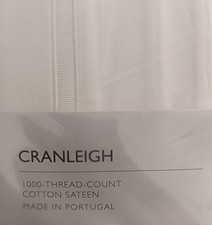 CRANLEIGH
1000-THREAD-COUNT
COTTON SATEEN
MADE IN PORTUGAL